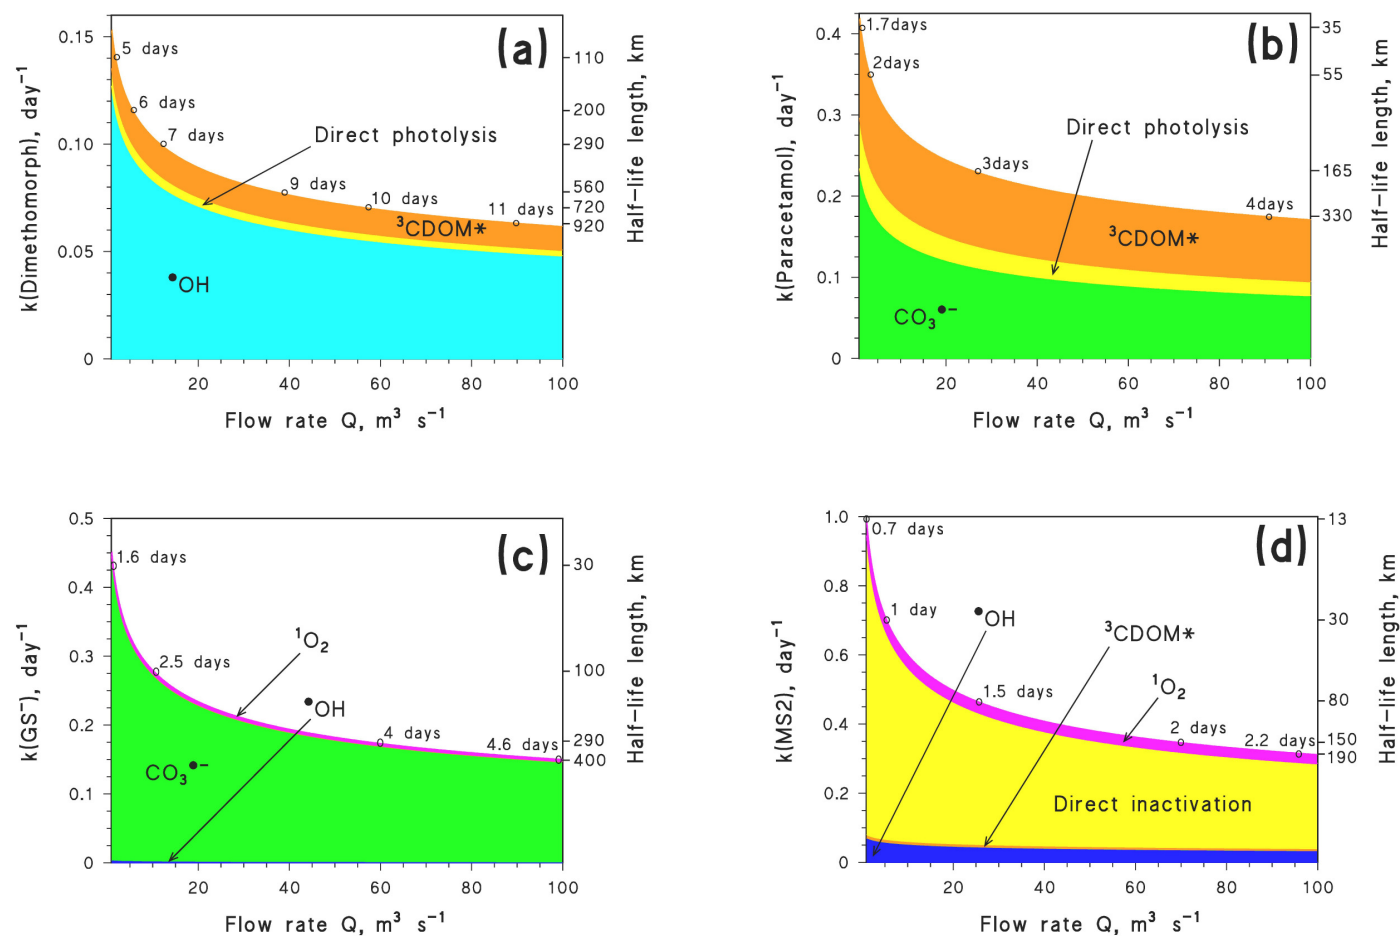 (a)
k(Dimethomorph), day⁻¹
0.15
0.10
0.05
0
5 days
6 days
7 days
9 days
10 days
11 days
Direct photolysis
³CDOM*
•OH
110
200
290
560
720
920
Half-life length, km
20 40 60 80 100
Flow rate Q, m³ s⁻¹
(b)
k(Paracetamol), day⁻¹
0.4
0.3
0.2
0.1
0
1.7days
2days
3days
4days
Direct photolysis
³CDOM*
CO₃•−
35
55
165
330
Half-life length, km
20 40 60 80 100
Flow rate Q, m³ s⁻¹
(c)
k(GS⁻), day⁻¹
0.5
0.4
0.3
0.2
0.1
0
1.6 days
2.5 days
4 days
4.6 days
¹O₂
•OH
CO₃•−
30
100
290
400
Half-life length, km
20 40 60 80 100
Flow rate Q, m³ s⁻¹
(d)
k(MS2), day⁻¹
1.0
0.8
0.6
0.4
0.2
0
0.7 days
1 day
1.5 days
2 days
2.2 days
•OH
³CDOM*
¹O₂
Direct inactivation
13
30
80
150
190
Half-life length, km
20 40 60 80 100
Flow rate Q, m³ s⁻¹